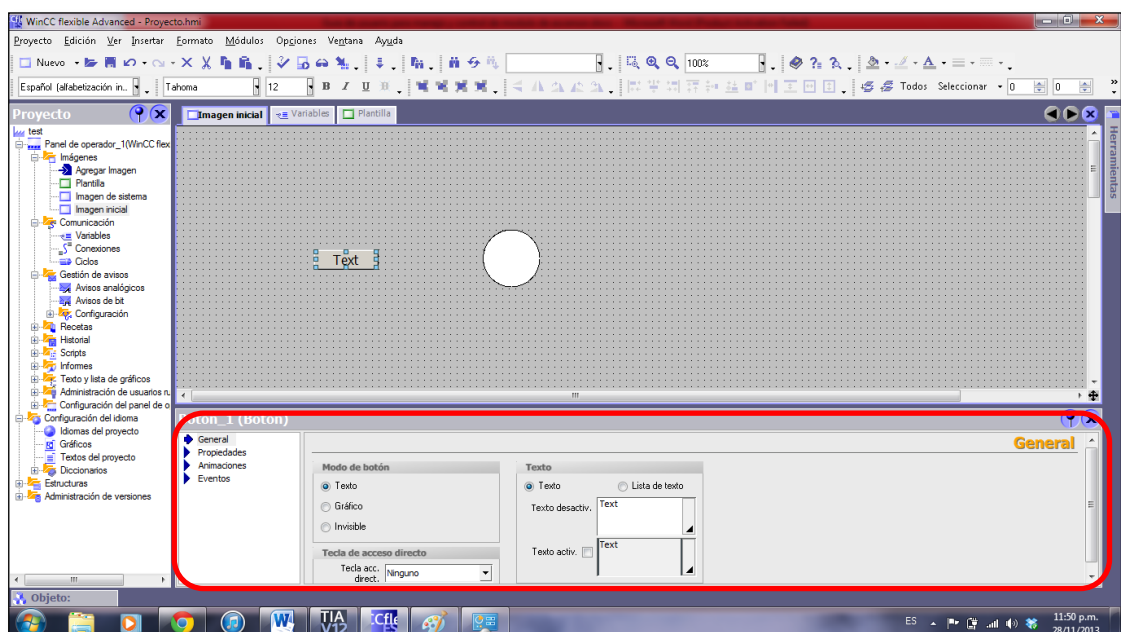 WinCC flexible Advanced - Proyecto.hmi
Proyecto Edición Ver Insertar Formato Módulos Opciones Ventana Ayuda
Nuevo 100%
Español (alfabetización in.. Tahoma 12 B I U Todos Seleccionar 0 0
Proyecto
Imagen inicial Variables Plantilla
test
Panel de operador_1(WinCC flex
Imágenes
Agregar Imagen
Plantilla
Imagen de sistema
Imagen inicial
Comunicación
Variables
Conexiones
Ciclos
Gestión de avisos
Avisos analógicos
Avisos de bit
Configuración
Recetas
Historial
Scripts
Informes
Texto y lista de gráficos
Administración de usuarios ru
Configuración del panel de o
Configuración del idioma
Idiomas del proyecto
Gráficos
Textos del proyecto
Diccionarios
Estructuras
Administración de versiones
Text
Herramientas
Boton_1 (Botón)
General
Propiedades
Animaciones
Eventos
General
Modo de botón
Texto
Gráfico
Invisible
Tecla de acceso directo
Tecla acc. direct. Ninguno
Texto
Texto Lista de texto
Texto desactiv. Text
Texto activ. Text
Objeto:
TIA V12
ES 11:50 p.m.
28/11/2013